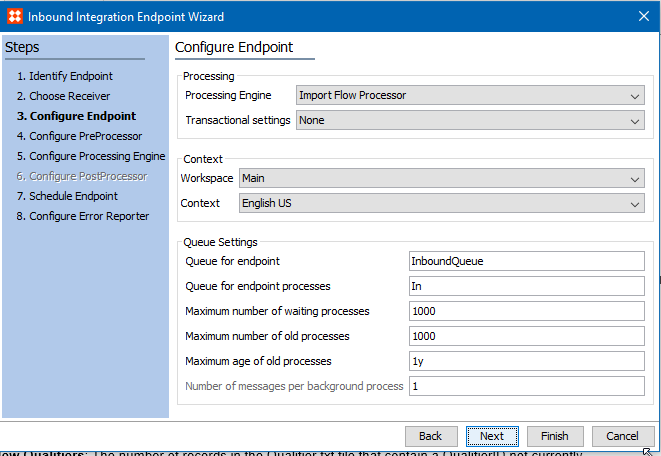 Inbound Integration Endpoint Wizard
Steps
1. Identify Endpoint
2. Choose Receiver
3. Configure Endpoint
4. Configure PreProcessor
5. Configure Processing Engine
6. Configure PostProcessor
7. Schedule Endpoint
8. Configure Error Reporter
Configure Endpoint
Processing
Processing Engine Import Flow Processor
Transactional settings None
Context
Workspace Main
Context English US
Queue Settings
Queue for endpoint InboundQueue
Queue for endpoint processes In
Maximum number of waiting processes 1000
Maximum number of old processes 1000
Maximum age of old processes 1y
Number of messages per background process 1
Back Next Finish Cancel
Qualifiers: The number of records in the Qualifier.txt file that contain a QualifierID not currently